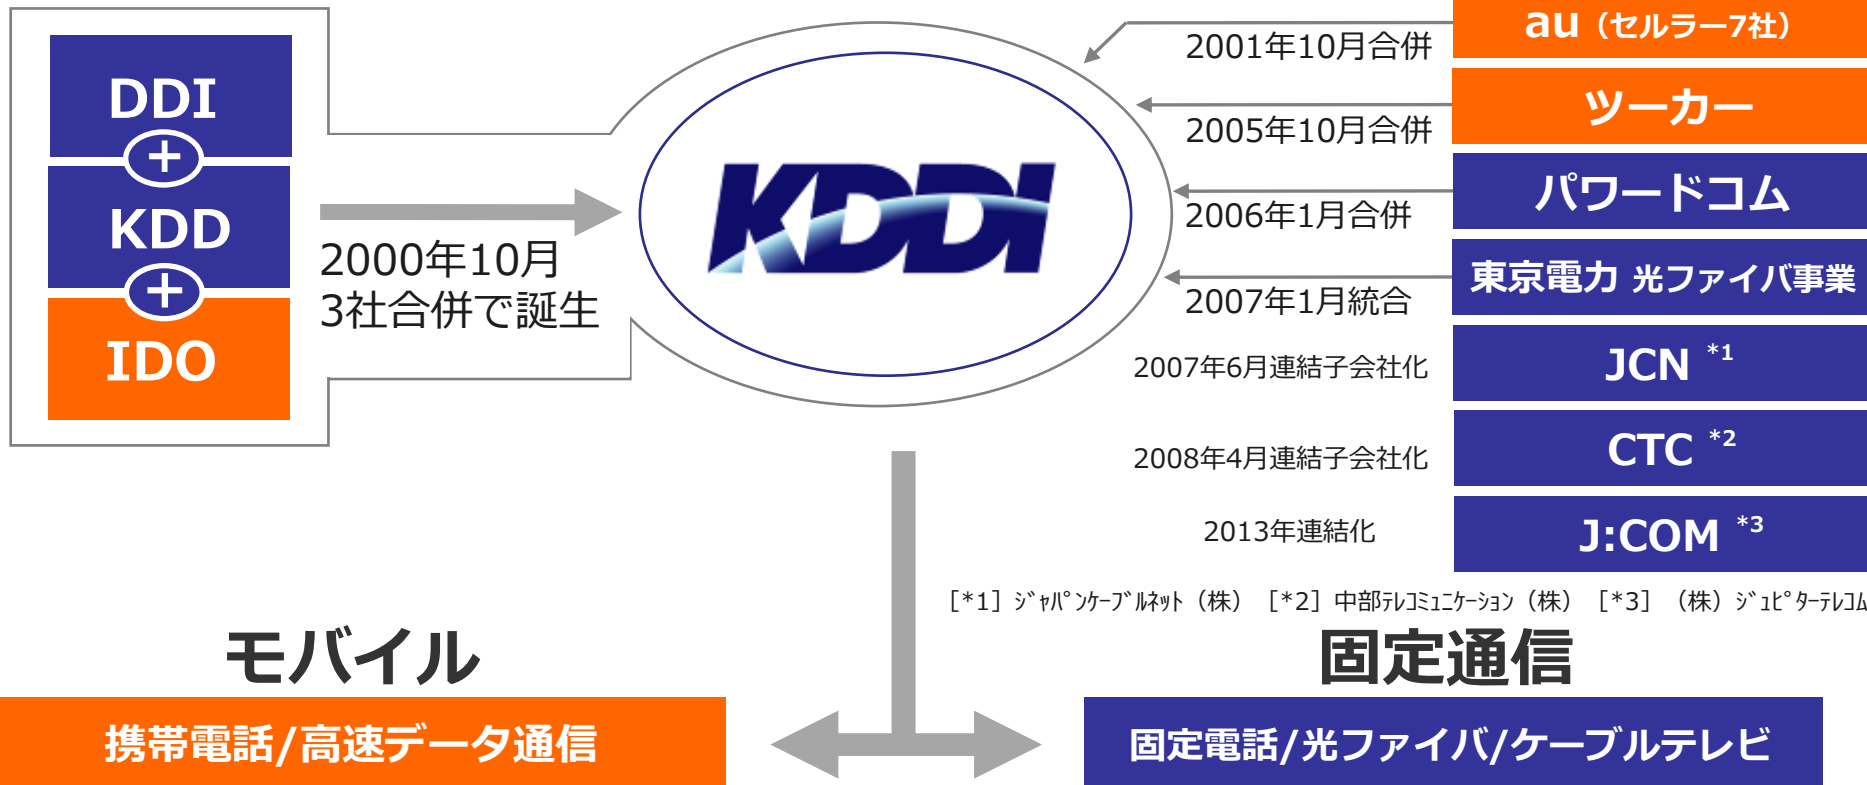 DDI
+
KDD
+
IDO
2000年10月
3社合併で誕生
KDDI
2001年10月合併
au（セルラー7社）
2005年10月合併
ツーカー
2006年1月合併
パワードコム
2007年1月統合
東京電力 光ファイバ事業
2007年6月連結子会社化
JCN *1
2008年4月連結子会社化
CTC *2
2013年連結化
J:COM *3
[*1] ｼﾞｬﾊﾟﾝｹｰﾌﾞﾙﾈｯﾄ（株） [*2] 中部ﾃﾚｺﾐｭﾆｹｰｼｮﾝ（株） [*3] （株）ｼﾞｭﾋﾟﾀｰﾃﾚｺﾑ
モバイル
携帯電話/高速データ通信
固定通信
固定電話/光ファイバ/ケーブルテレビ